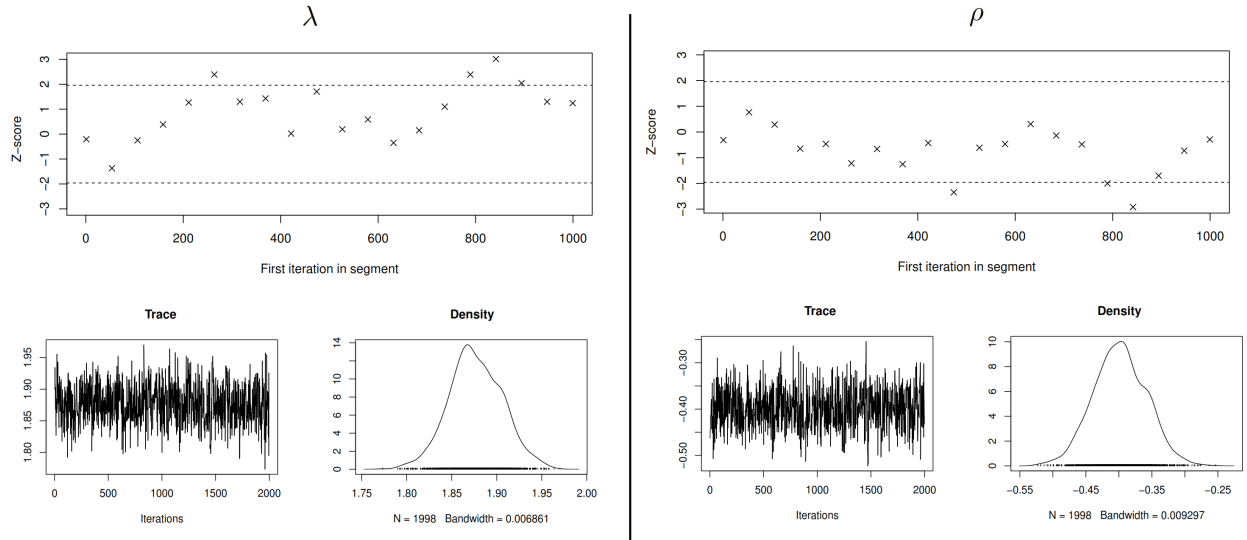 λ
Z-score
3
2
1
0
−1
−2
−3
0 200 400 600 800 1000
First iteration in segment
Trace
1.95
1.90
1.85
1.80
0 500 1000 1500 2000
Iterations
Density
14
12
10
8
6
4
2
0
1.75 1.80 1.85 1.90 1.95 2.00
N = 1998 Bandwidth = 0.006861
ρ
Z-score
3
2
1
0
−1
−2
−3
0 200 400 600 800 1000
First iteration in segment
Trace
−0.30
−0.40
−0.50
0 500 1000 1500 2000
Iterations
Density
10
8
6
4
2
0
−0.55 −0.45 −0.35 −0.25
N = 1998 Bandwidth = 0.009297